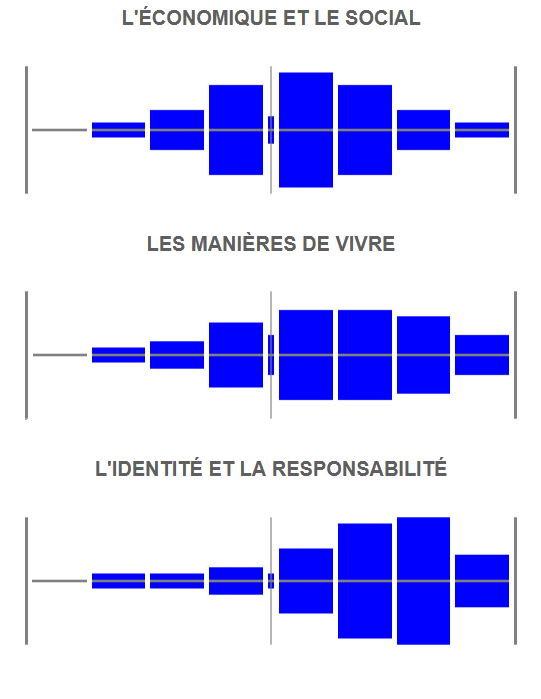 L'ÉCONOMIQUE ET LE SOCIAL
LES MANIÈRES DE VIVRE
L'IDENTITÉ ET LA RESPONSABILITÉ